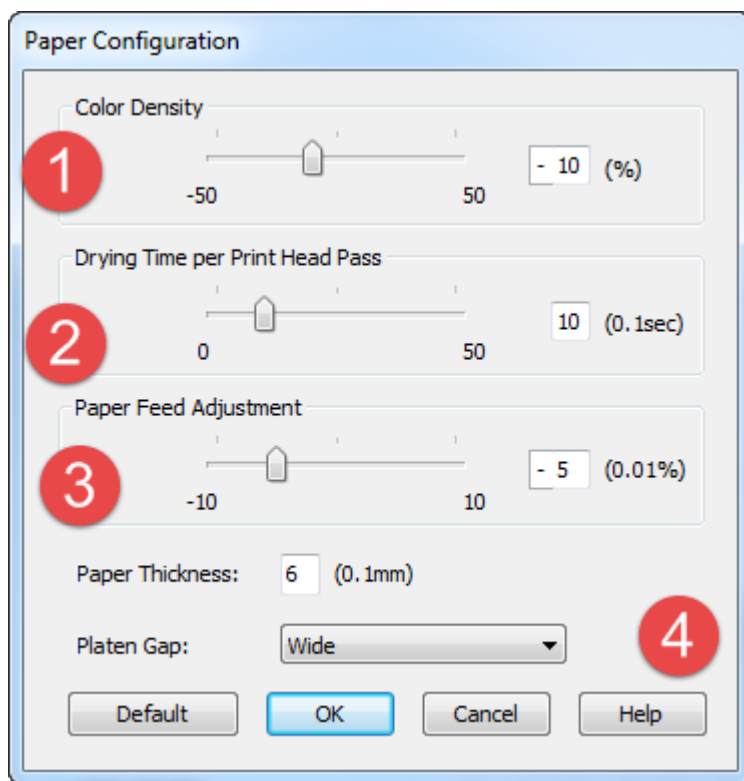 Paper Configuration
Color Density
1
- 10 (%)
-50 50
Drying Time per Print Head Pass
2
10 (0.1sec)
0 50
Paper Feed Adjustment
3
- 5 (0.01%)
-10 10
Paper Thickness: 6 (0.1mm)
Platen Gap: Wide
4
Default OK Cancel Help